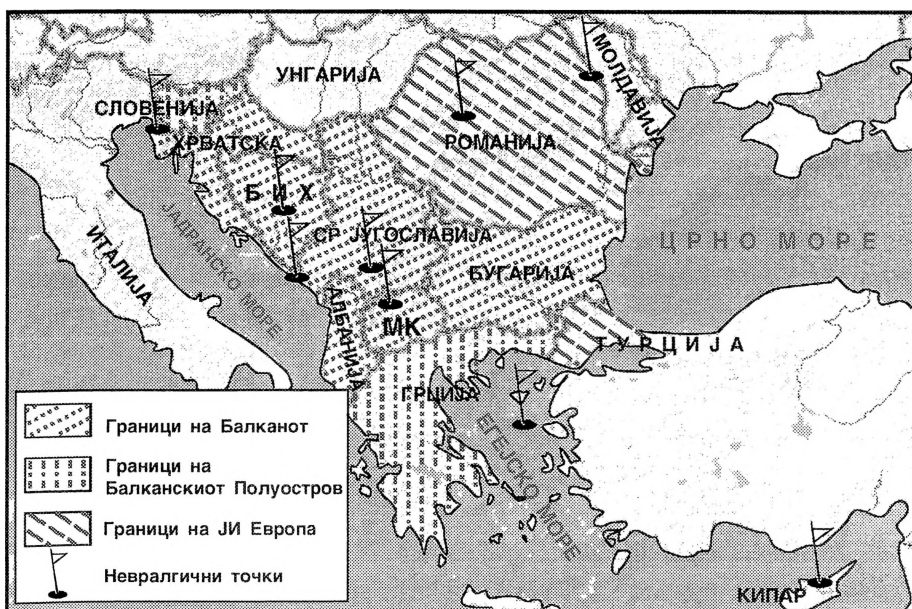 УНГАРИЈА
МОЛДАВИЈА
СЛОВЕНИЈА
ХРВАТСКА
РОМАНИЈА
БИХ
ЈАДРАНСКО МОРЕ
СР ЈУГОСЛАВИЈА
ЦРНО МОРЕ
ИТАЛИЈА
БУГАРИЈА
АЛБАНИЈА
МК
ТУРЦИЈА
ГРЦИЈА
ЕГЕЈСКО МОРЕ
КИПАР
Граници на Балканот
Граници на
Балканскиот Полуостров
Граници на ЈИ Европа
Невралгични точки